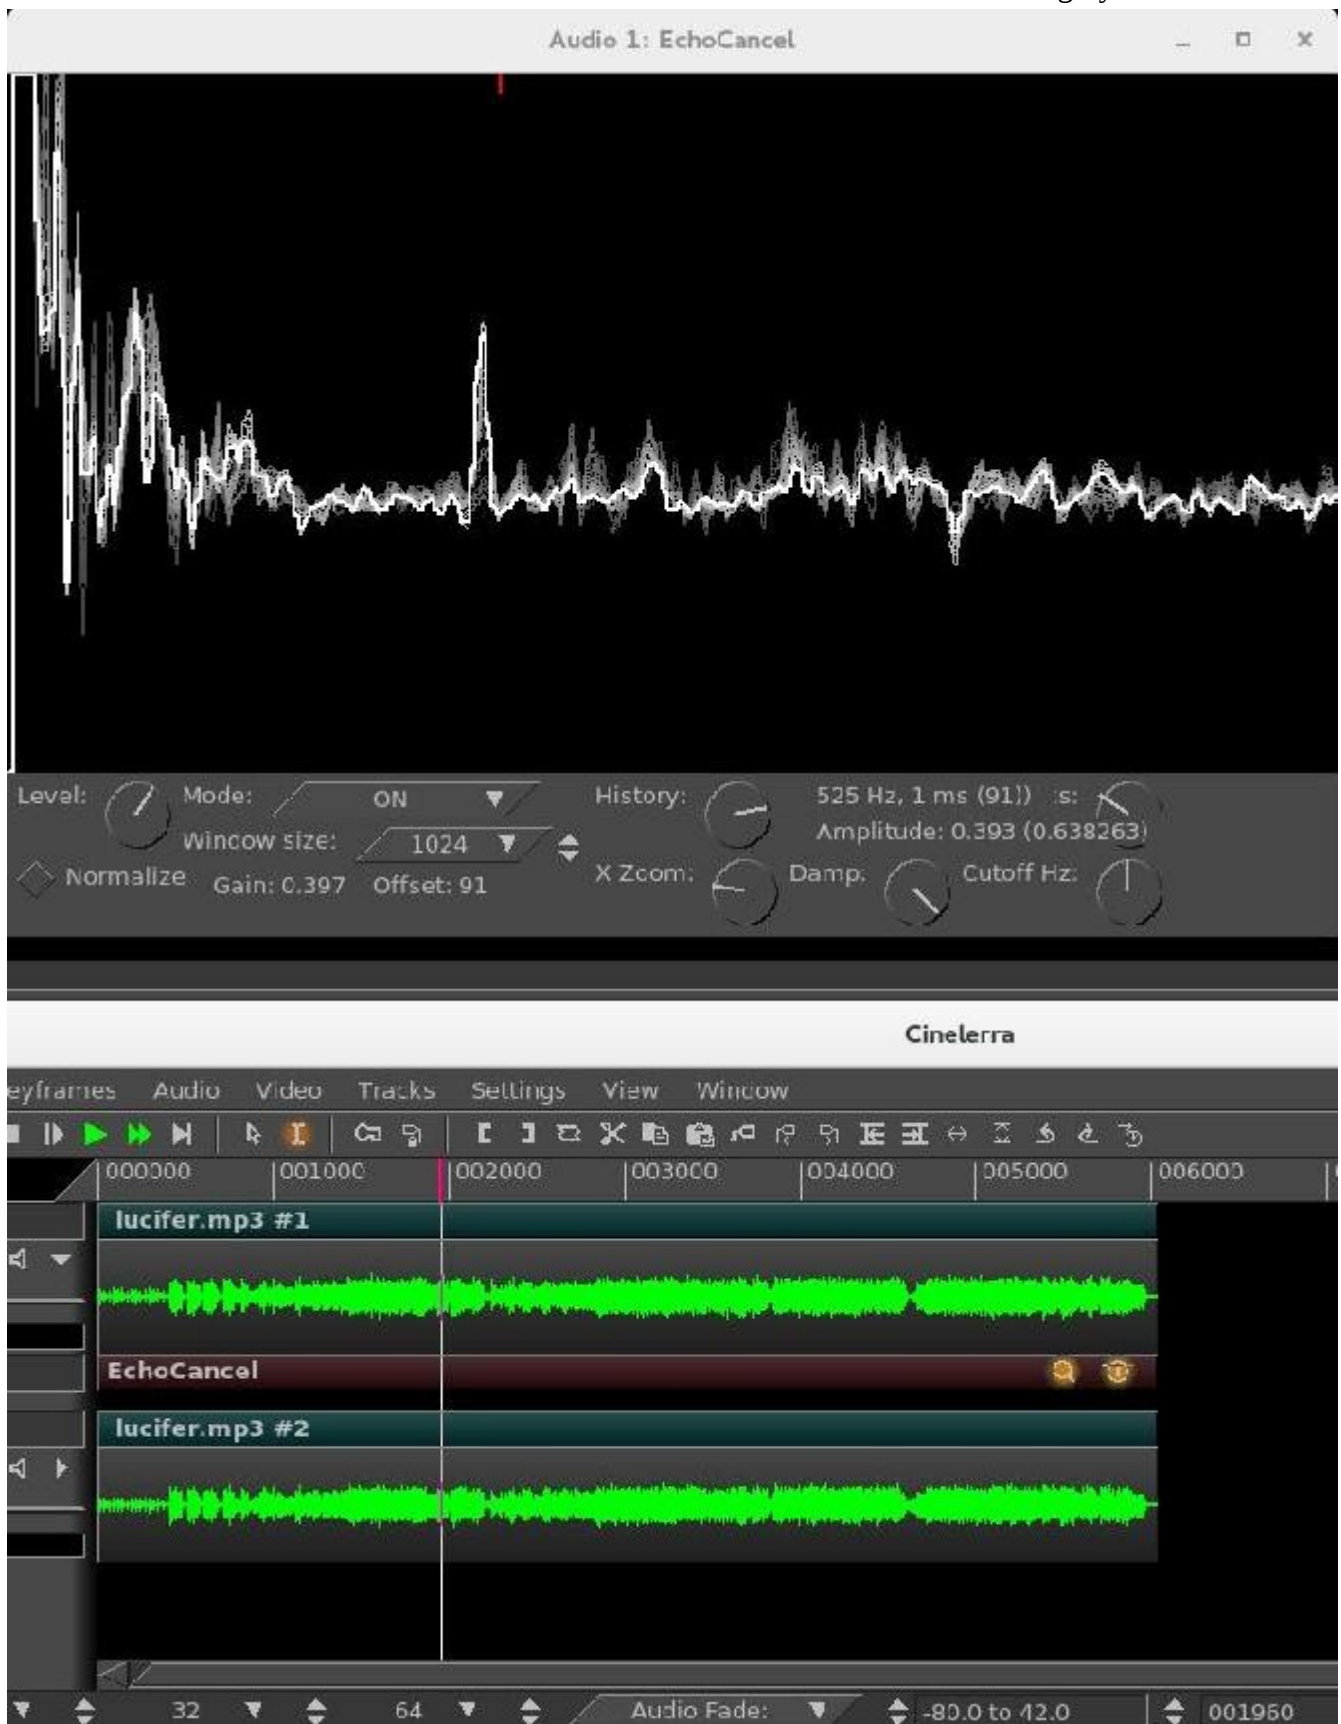 Audio 1: EchoCancel
Level:
Mode:
ON
History:
525 Hz, 1 ms (91)) :s:
Window size:
1024
Amplitude: 0.393 (0.638263)
Normalize
Gain: 0.397
Offset: 91
X Zoom:
Damp:
Cutoff Hz:
Cinelerra
eyframes Audio Video Tracks Settings View Window
000000 001000 002000 003000 004000 005000 006000
lucifer.mp3 #1
EchoCancel
lucifer.mp3 #2
32 64 Audio Fade: -80.0 to 42.0 001960